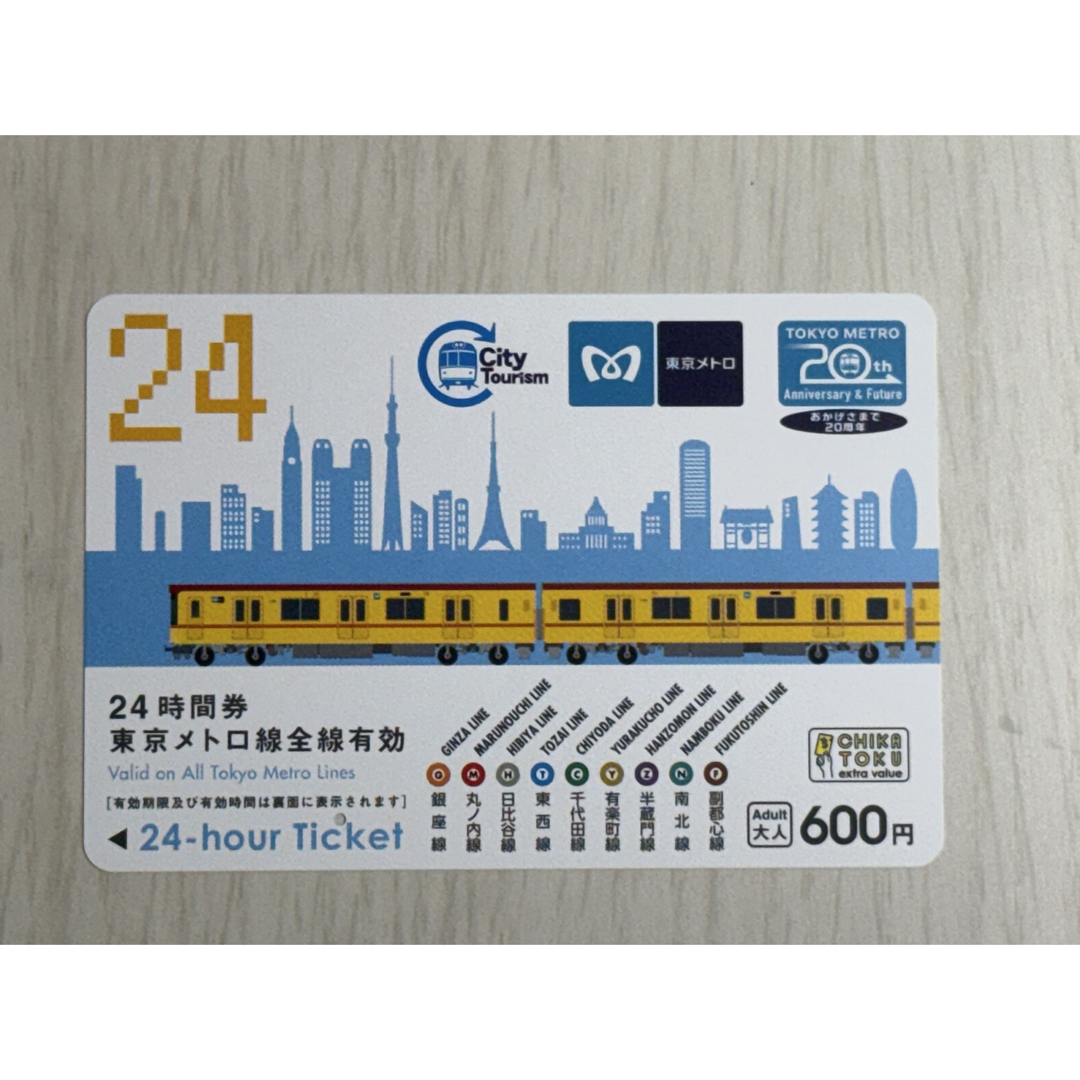 24
City
Tourism
東京メトロ
TOKYO METRO
20th
Anniversary & Future
おかげさまで
20周年
24時間券
東京メトロ線全線有効
Valid on All Tokyo Metro Lines
[有効期限及び有効時間は裏面に表示されます]
◀ 24-hour Ticket
GINZA LINE
MARUNOUCHI LINE
HIBIYA LINE
TOZAI LINE
CHIYODA LINE
YURAKUCHO LINE
HANZOMON LINE
NAMBOKU LINE
FUKUTOSHIN LINE
G M H T C Y Z N F
銀座線
丸ノ内線
日比谷線
東西線
千代田線
有楽町線
半蔵門線
南北線
副都心線
CHIKA
TOKU
extra value
Adult
大人
600円